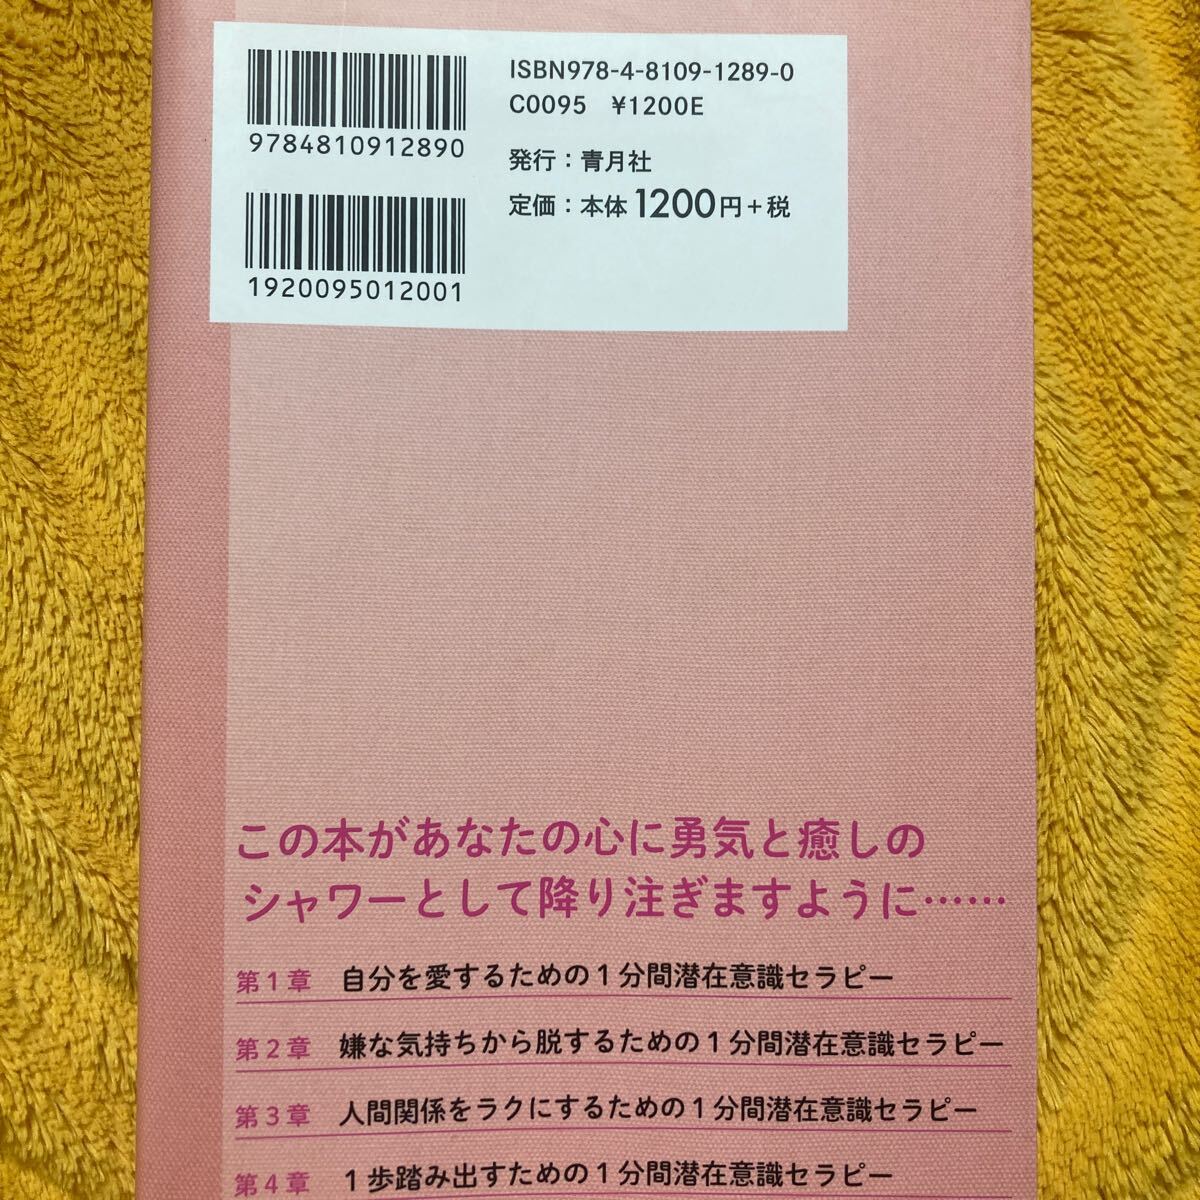 9784810912890
1920095012001
ISBN978-4-8109-1289-0
C0095 ¥1200E
発行：青月社
定価：本体1200円＋税
この本があなたの心に勇気と癒しの
シャワーとして降り注ぎますように……
第1章 自分を愛するための1分間潜在意識セラピー
第2章 嫌な気持ちから脱するための1分間潜在意識セラピー
第3章 人間関係をラクにするための1分間潜在意識セラピー
第4章 1歩踏み出すための1分間潜在意識セラピー